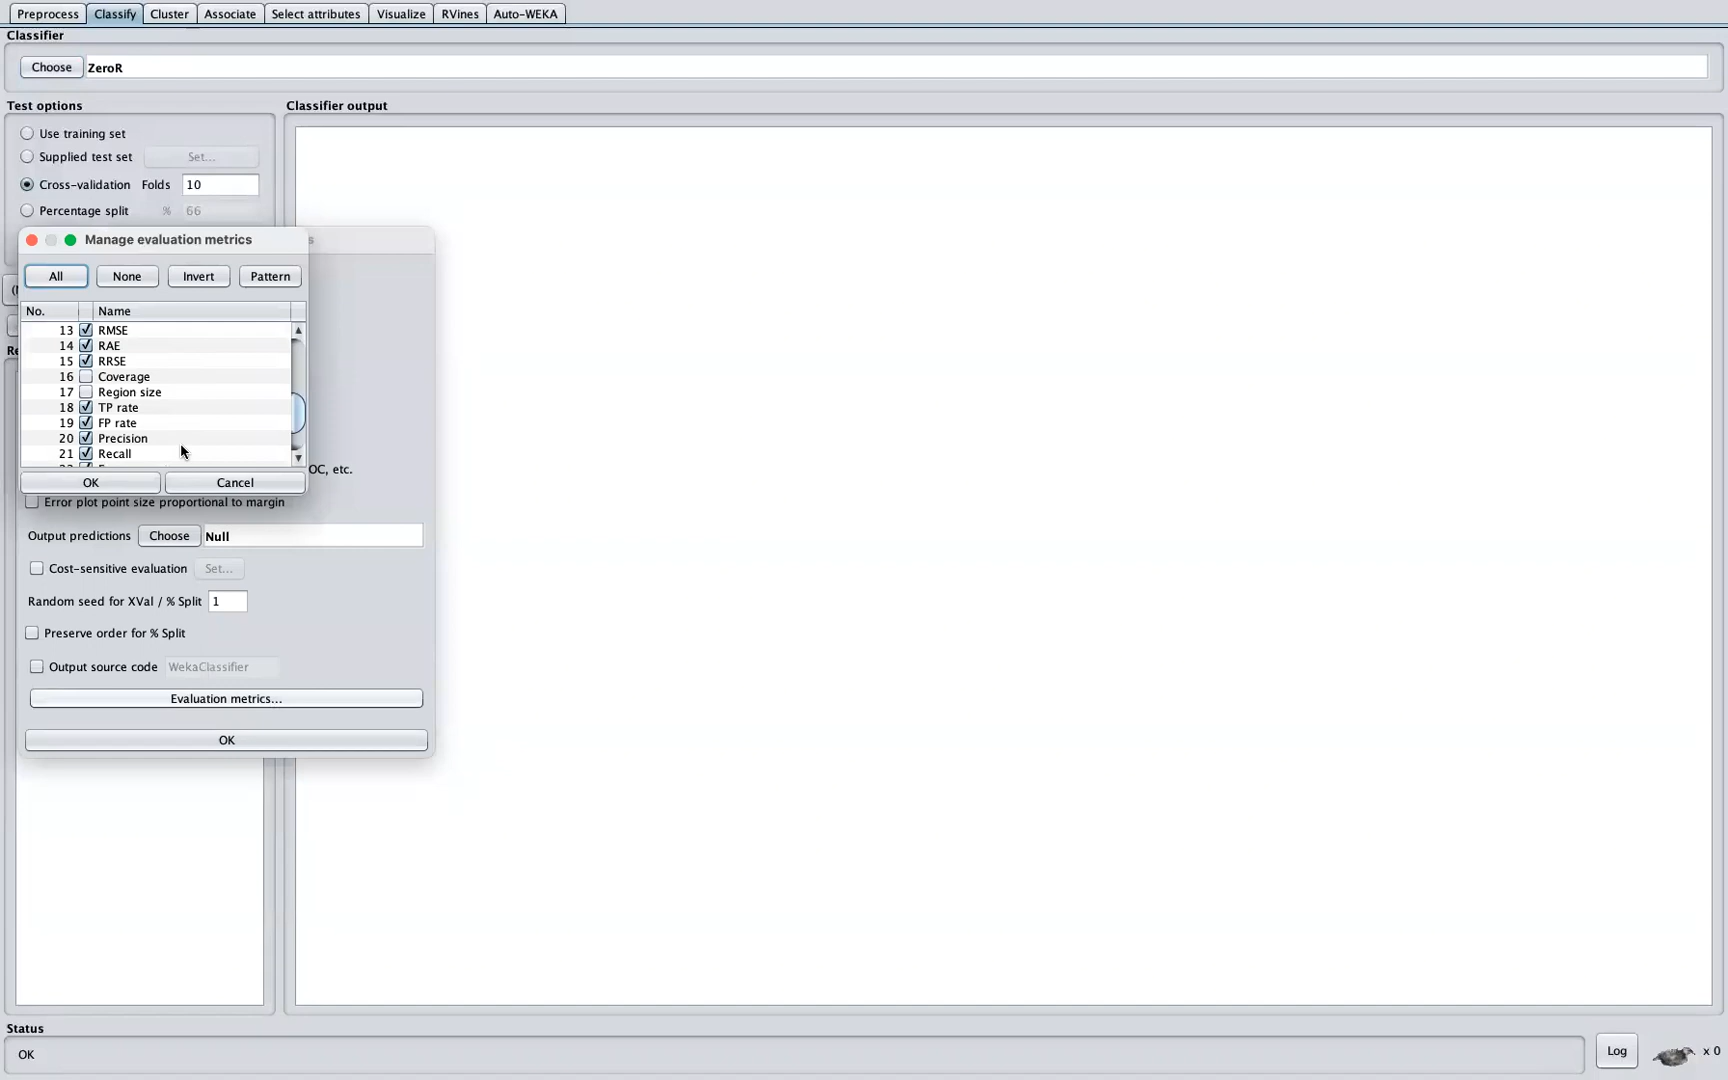 Preprocess Classify Cluster Associate Select attributes Visualize RVines Auto-WEKA
Classifier
Choose ZeroR
Test options
Classifier output
Use training set
Supplied test set Set...
Cross-validation Folds 10
Percentage split % 66
Manage evaluation metrics
All None Invert Pattern
No. Name
13 RMSE
14 RAE
15 RRSE
16 Coverage
17 Region size
18 TP rate
19 FP rate
20 Precision
21 Recall
OK Cancel
OC, etc.
Error plot point size proportional to margin
Output predictions Choose Null
Cost-sensitive evaluation Set...
Random seed for XVal / % Split 1
Preserve order for % Split
Output source code WekaClassifier
Evaluation metrics...
OK
Status
OK
Log x 0